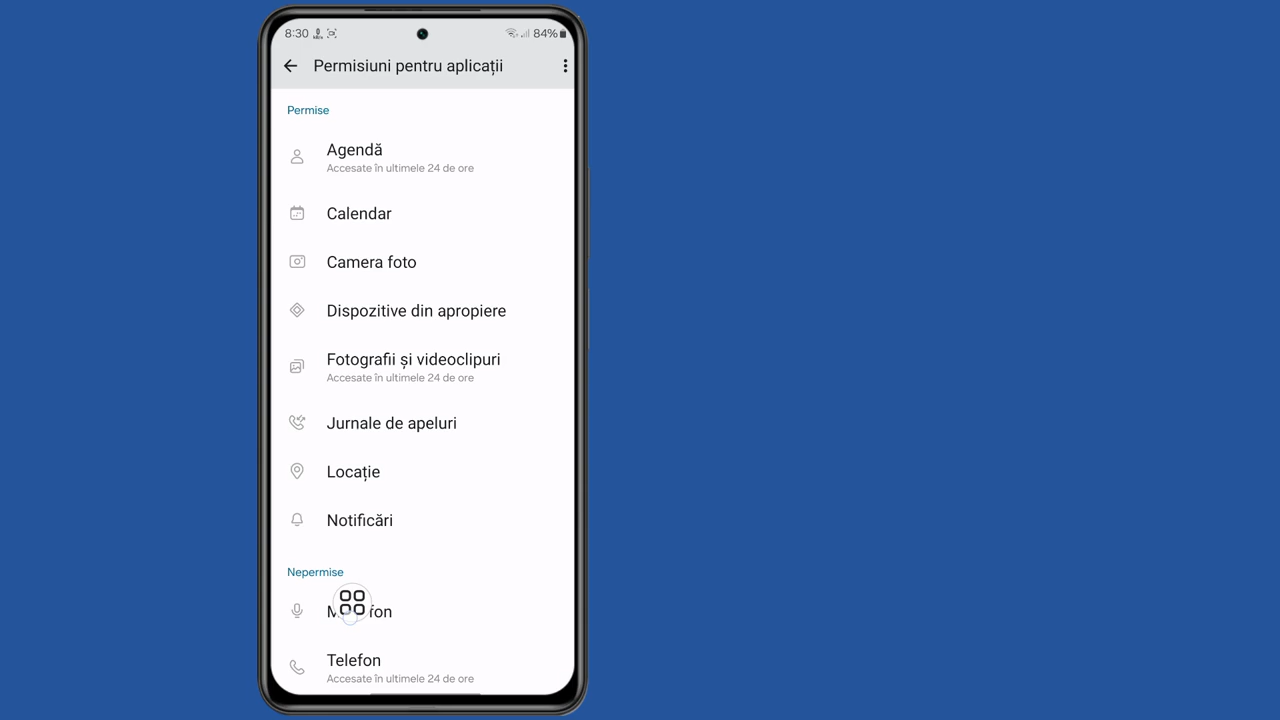 8:30
84%
Permisiuni pentru aplicații
Permise
Agendă
Accesate în ultimele 24 de ore
Calendar
Camera foto
Dispozitive din apropiere
Fotografii și videoclipuri
Accesate în ultimele 24 de ore
Jurnale de apeluri
Locație
Notificări
Nepermise
Telefon
Accesate în ultimele 24 de ore